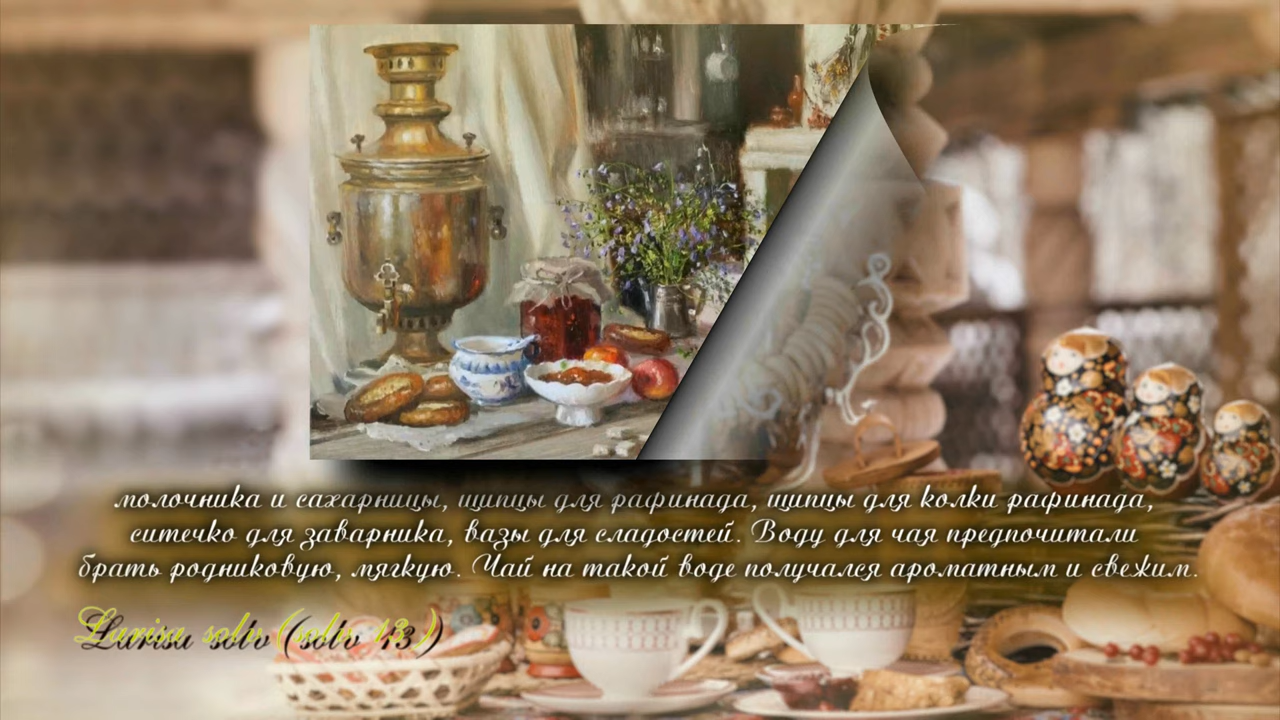 молочника и сахарницы, щипцы для рафинада, щипцы для колки рафинада,
ситечко для заварника, вазы для сладостей. Воду для чая предпочитали
брать родниковую, мягкую. Чай на такой воде получался ароматным и свежим.
Larisa solo (solo 13)